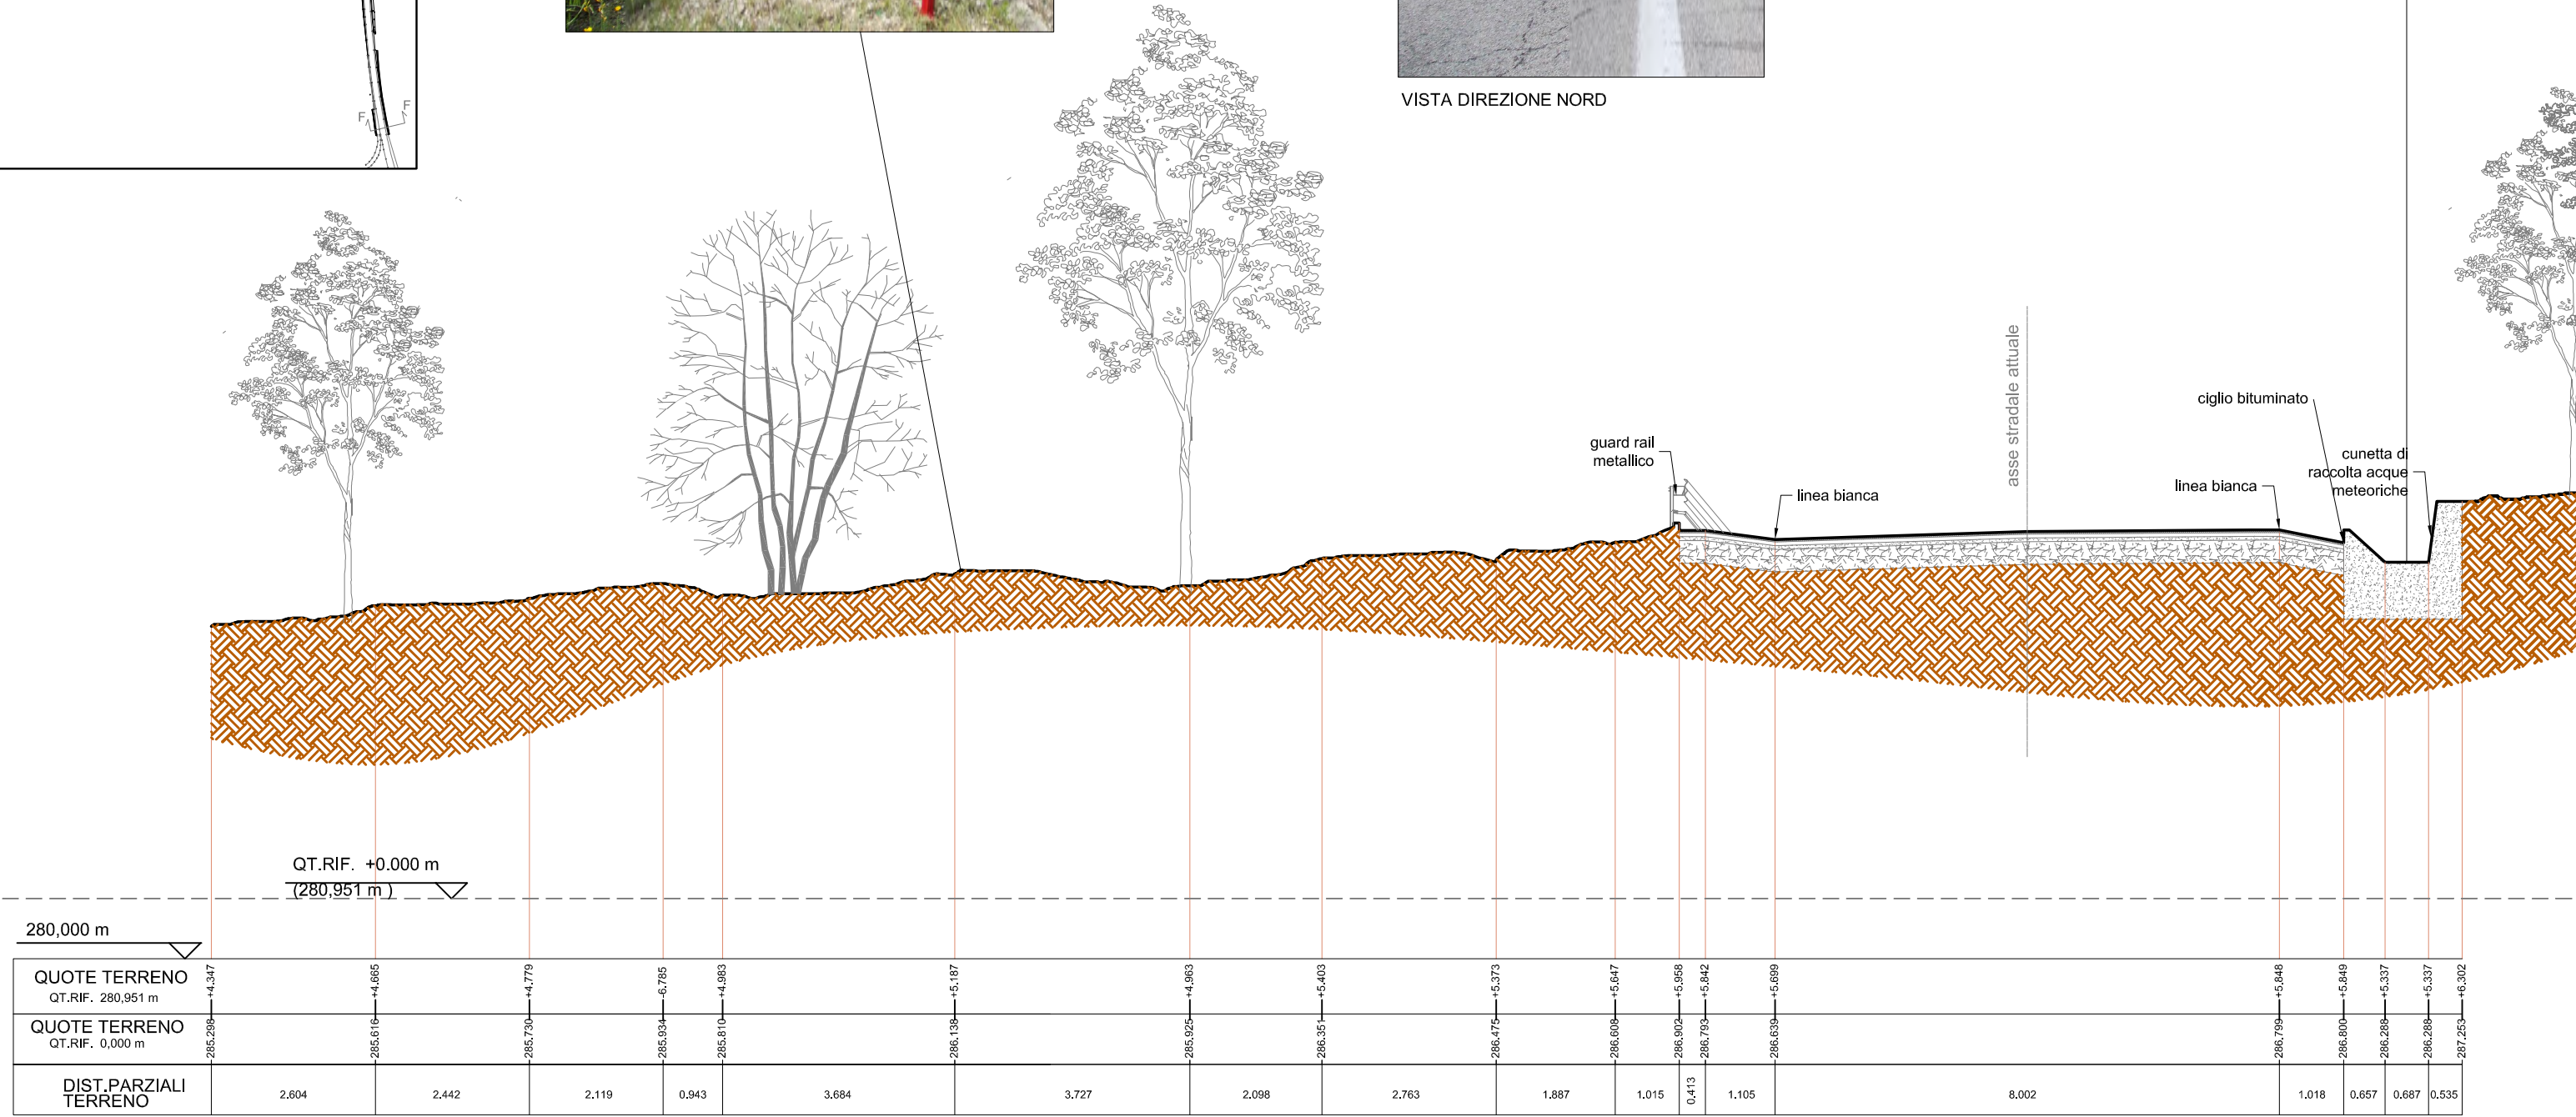 F
F
VISTA DIREZIONE NORD
asse stradale attuale
ciglio bituminato
guard rail
metallico
cunetta di
raccolta acque
meteoriche
linea bianca
linea bianca
QT.RIF. +0.000 m
(280,951 m )
280,000 m
QUOTE TERRENO
QT.RIF. 280,951 m
+4.347 +4.665 +4.779 -6.785 +4.983 +5.187 +4.963 +5.403 +5.373 +5.647 +5.958 +5.842 +5.699 +5.848 +5.849 +5.337 +5.337 +6.302
QUOTE TERRENO
QT.RIF. 0,000 m
285.298 285.616 285.730 285.934 285.810 286.138 285.925 286.351 286.475 286.608 286.902 286.793 286.639 286.799 286.800 286.288 286.288 287.253
DIST.PARZIALI
TERRENO
2.604 2.442 2.119 0.943 3.684 3.727 2.098 2.763 1.887 1.015 0.413 1.105 8.002 1.018 0.657 0.687 0.535